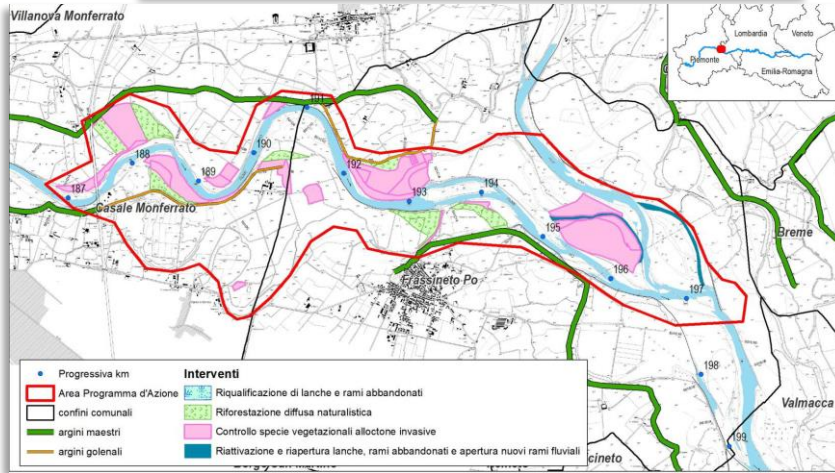 Villanova Monferrato
Lombardia
Veneto
Piemonte
Emilia-Romagna
191
190
188
189
192
187
193
194
Casale Monferrato
195
Breme
196
Frassineto Po
197
198
Valmacca
199
Progressiva km
Area Programma d'Azione
confini comunali
argini maestri
argini golenali
Interventi
Riqualificazione di lanche e rami abbandonati
Riforestazione diffusa naturalistica
Controllo specie vegetazionali alloctone invasive
Riattivazione e riapertura lanche, rami abbandonati e apertura nuovi rami fluviali